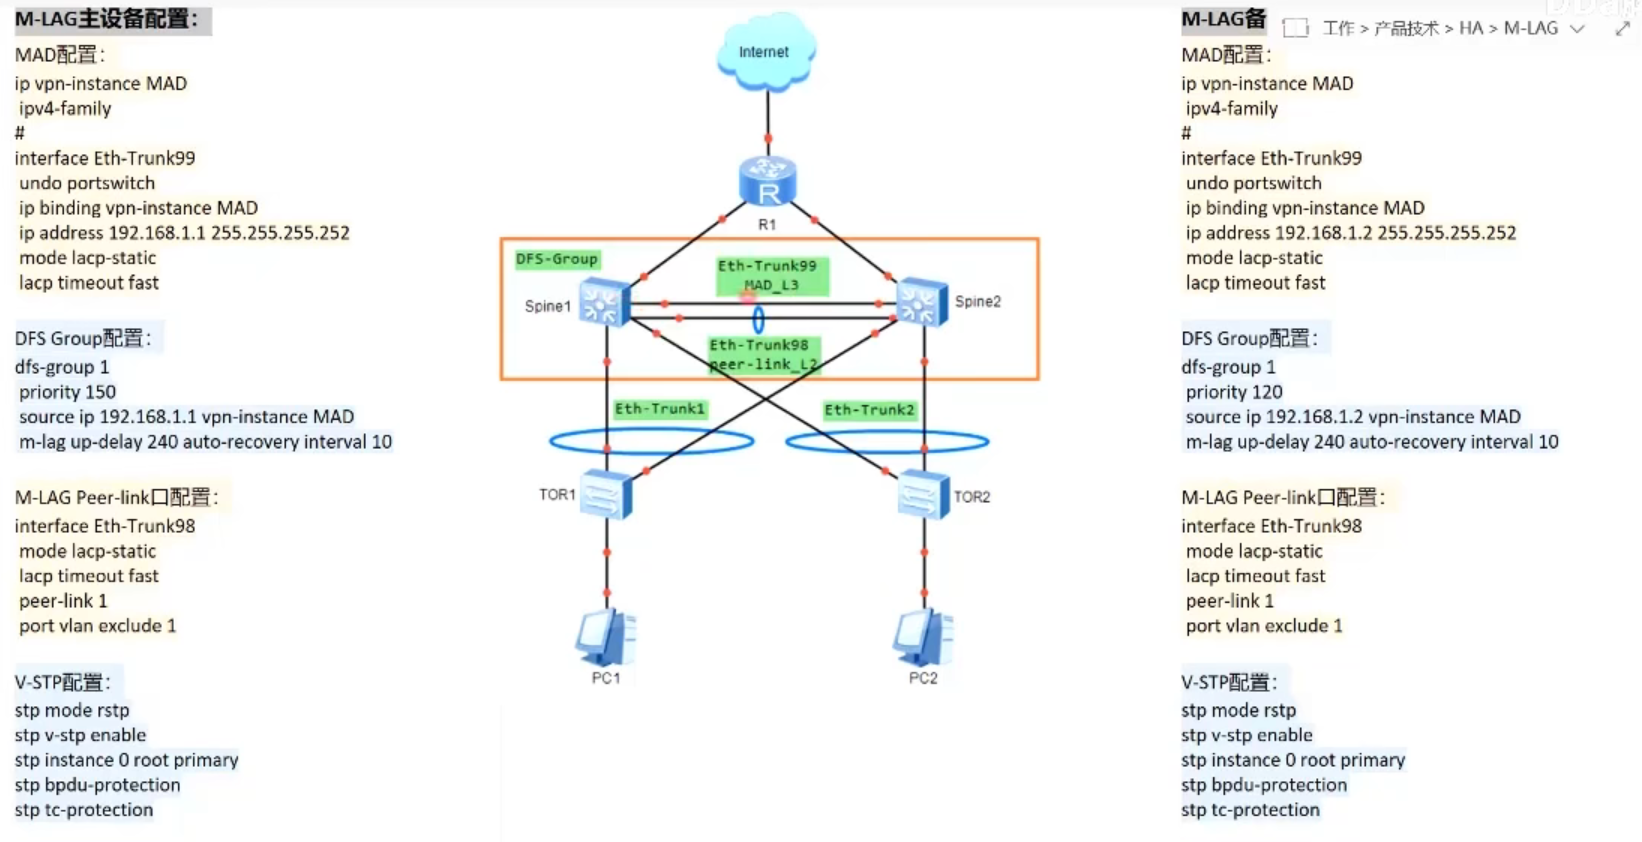 M-LAG主设备配置：
MAD配置：
ip vpn-instance MAD
ipv4-family
#
interface Eth-Trunk99
undo portswitch
ip binding vpn-instance MAD
ip address 192.168.1.1 255.255.255.252
mode lacp-static
lacp timeout fast
DFS Group配置：
dfs-group 1
priority 150
source ip 192.168.1.1 vpn-instance MAD
m-lag up-delay 240 auto-recovery interval 10
M-LAG Peer-link口配置：
interface Eth-Trunk98
mode lacp-static
lacp timeout fast
peer-link 1
port vlan exclude 1
V-STP配置：
stp mode rstp
stp v-stp enable
stp instance 0 root primary
stp bpdu-protection
stp tc-protection
Internet
R
R1
DFS-Group
Eth-Trunk99
MAD_L3
Spine1
Spine2
Eth-Trunk98
peer-link_L2
Eth-Trunk1
Eth-Trunk2
TOR1
TOR2
PC1
PC2
M-LAG备
工作 > 产品技术 > HA > M-LAG
MAD配置：
ip vpn-instance MAD
ipv4-family
#
interface Eth-Trunk99
undo portswitch
ip binding vpn-instance MAD
ip address 192.168.1.2 255.255.255.252
mode lacp-static
lacp timeout fast
DFS Group配置：
dfs-group 1
priority 120
source ip 192.168.1.2 vpn-instance MAD
m-lag up-delay 240 auto-recovery interval 10
M-LAG Peer-link口配置：
interface Eth-Trunk98
mode lacp-static
lacp timeout fast
peer-link 1
port vlan exclude 1
V-STP配置：
stp mode rstp
stp v-stp enable
stp instance 0 root primary
stp bpdu-protection
stp tc-protection